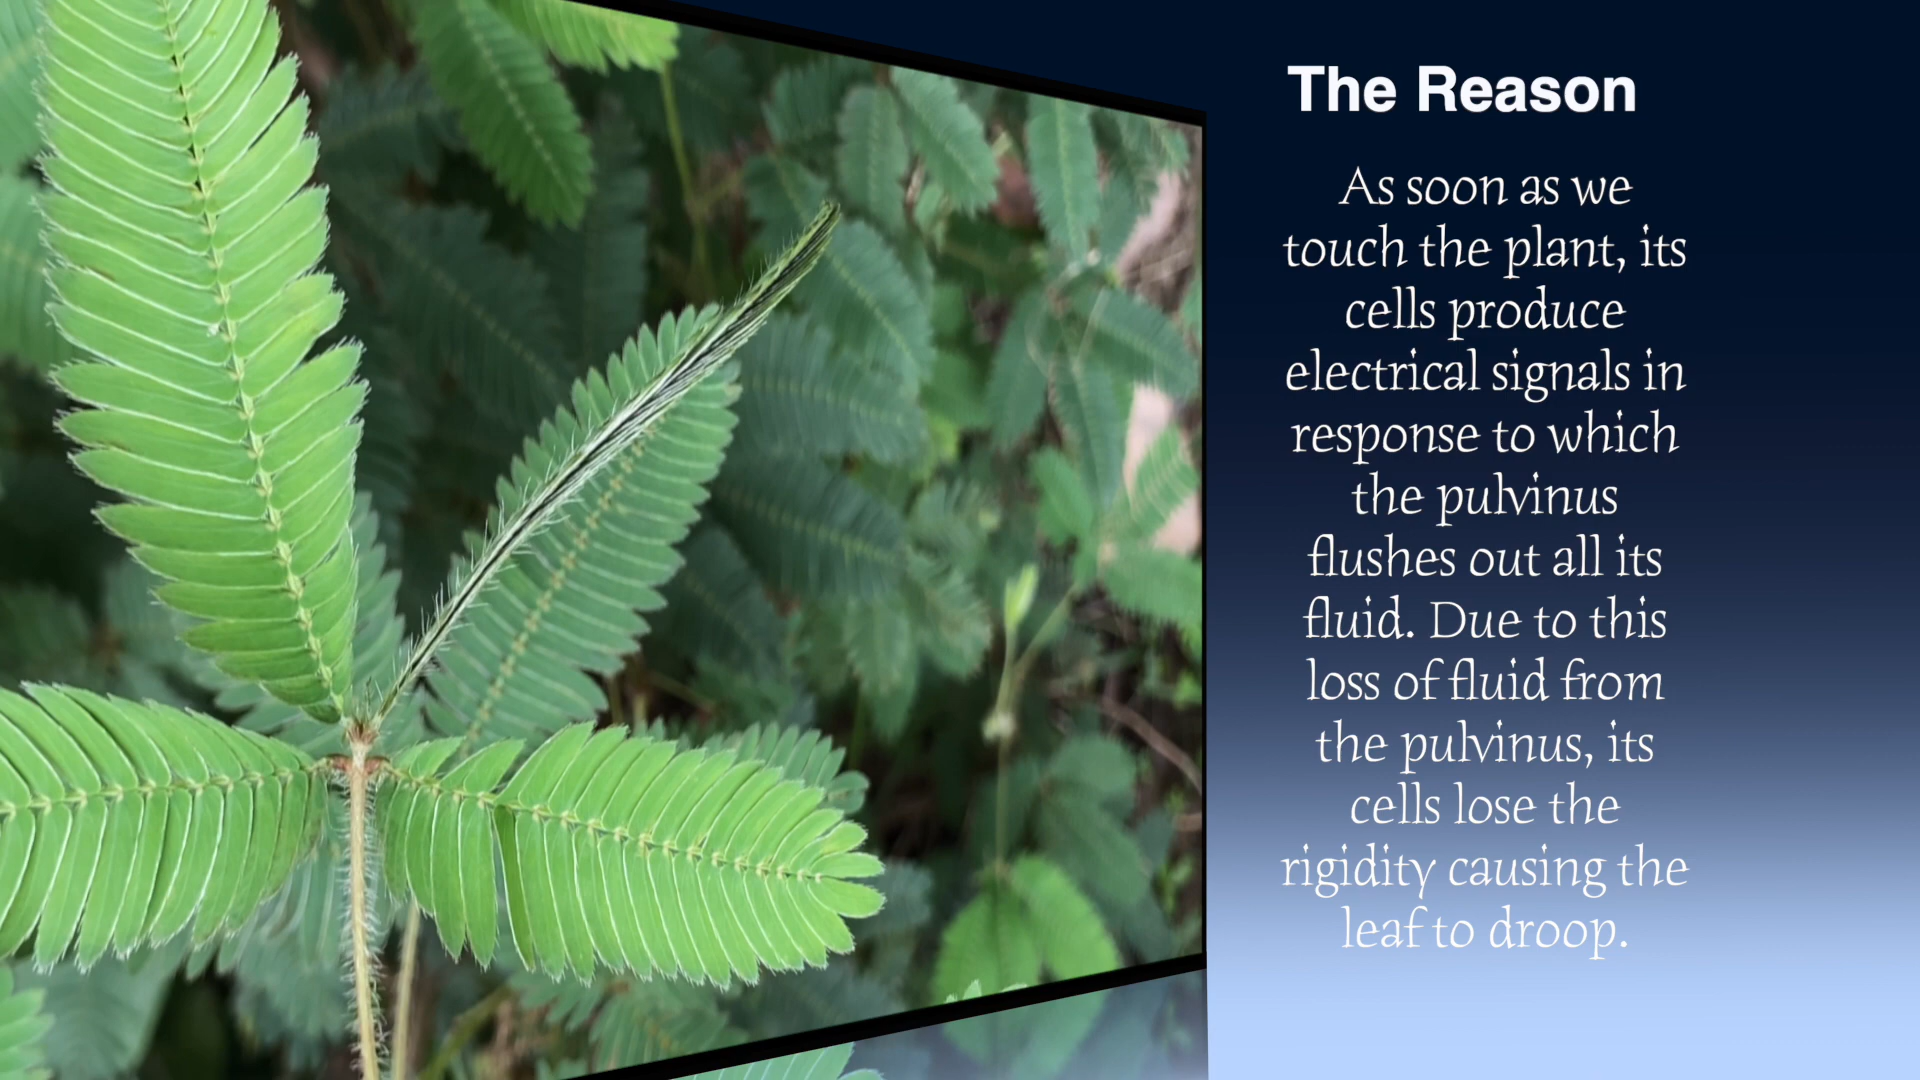 The Reason
As soon as we
touch the plant, its
cells produce
electrical signals in
response to which
the pulvinus
flushes out all its
fluid. Due to this
loss of fluid from
the pulvinus, its
cells lose the
rigidity causing the
leaf to droop.